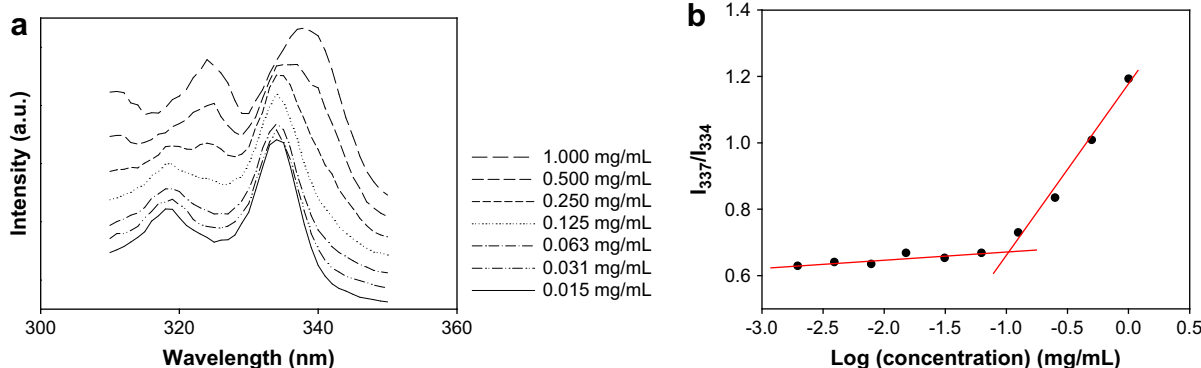 a
Intensity (a.u.)
300
320
340
360
Wavelength (nm)
1.000 mg/mL
0.500 mg/mL
0.250 mg/mL
0.125 mg/mL
0.063 mg/mL
0.031 mg/mL
0.015 mg/mL
b
I337/I334
1.4
1.2
1.0
0.8
0.6
-3.0
-2.5
-2.0
-1.5
-1.0
-0.5
0.0
0.5
Log (concentration) (mg/mL)